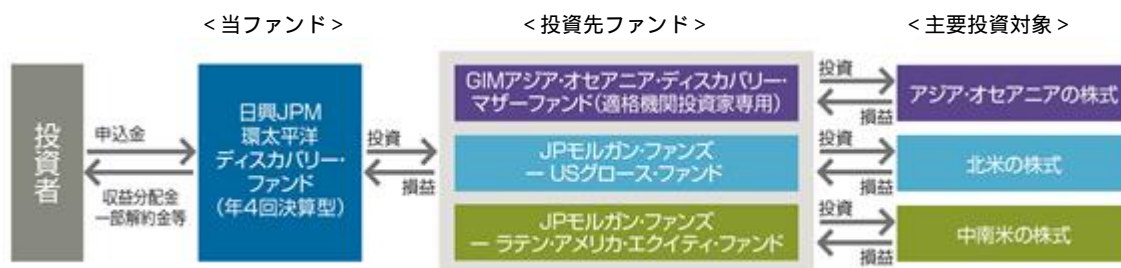 ＜当ファンド＞
＜投資先ファンド＞
＜主要投資対象＞
投資者
申込金
収益分配金
一部解約金等
日興JPM
環太平洋
ディスカバリー・
ファンド
(年4回決算型)
投資
損益
GIMアジア・オセアニア・ディスカバリー・
マザーファンド(適格機関投資家専用)
投資
損益
アジア・オセアニアの株式
JPモルガン・ファンズ
－USグロース・ファンド
投資
損益
北米の株式
JPモルガン・ファンズ
－ラテン・アメリカ・エクイティ・ファンド
投資
損益
中南米の株式